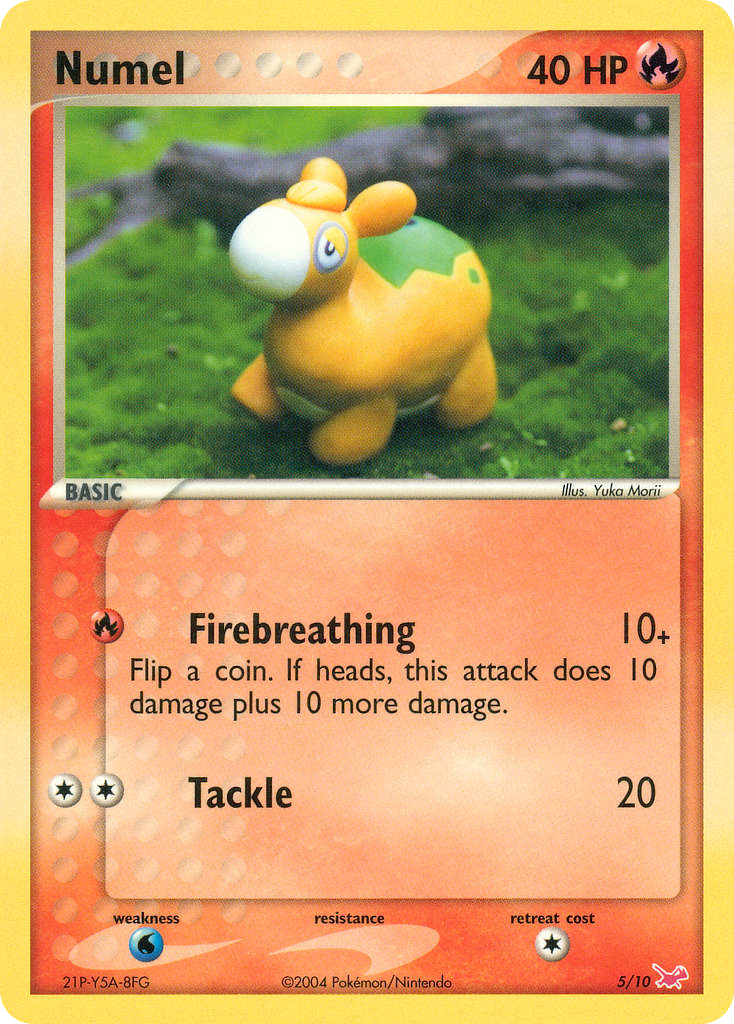 Numel 40 HP
BASIC Illus. Yuka Morii
Firebreathing 10+
Flip a coin. If heads, this attack does 10
damage plus 10 more damage.
Tackle 20
weakness resistance retreat cost
21P-Y5A-8FG ©2004 Pokémon/Nintendo 5/10